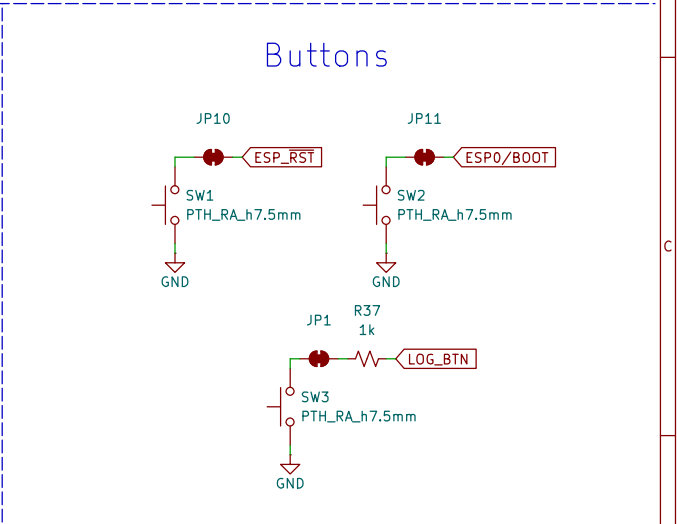 Buttons
JP10
JP11
ESP_RST
ESP0/BOOT
SW1
PTH_RA_h7.5mm
SW2
PTH_RA_h7.5mm
GND
GND
C
JP1
R37
1k
LOG_BTN
SW3
PTH_RA_h7.5mm
GND